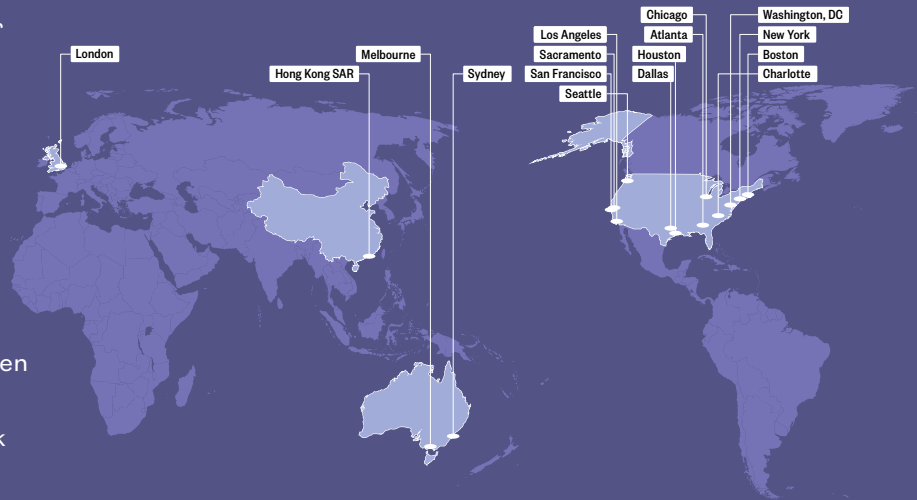 London
Melbourne
Hong Kong SAR
Sydney
Chicago
Washington, DC
Los Angeles
Atlanta
New York
Sacramento
Houston
Boston
San Francisco
Dallas
Charlotte
Seattle
en
k